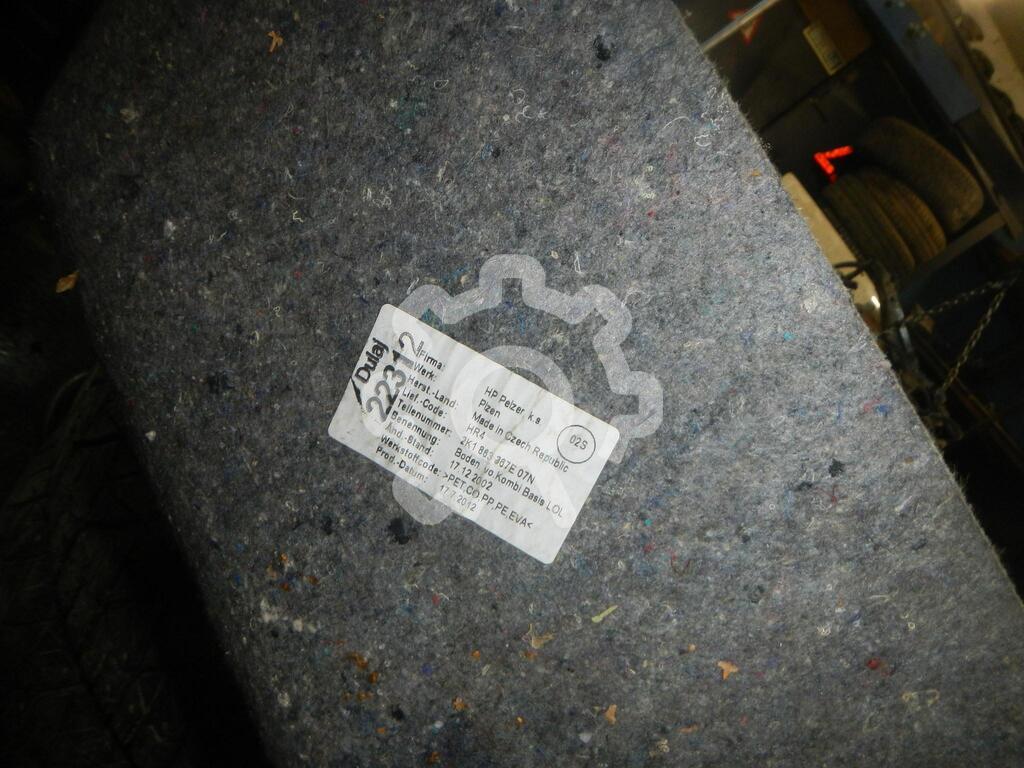 Dulaj
22312
Firma: HP Pelzer k.s.
Werk: Plzen
Herst.-Land: Made in Czech Republic
Lief.-Code: HR4
Teilenummer: 2K1 863 367E 07N
Benennung: Boden vo Kombi Basis LOL
Änd.-Stand: 17.12.2002
Werkstoffcode: >PET,CO,PP,PE,EVA<
Prod.-Datum: 17.7.2012
02S